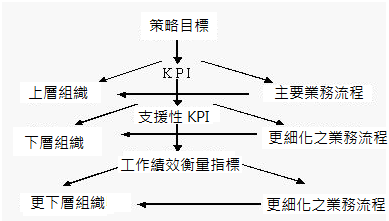 策略目標
KPI
上層組織
主要業務流程
支援性 KPI
下層組織
更細化之業務流程
工作績效衡量指標
更下層組織
更細化之業務流程